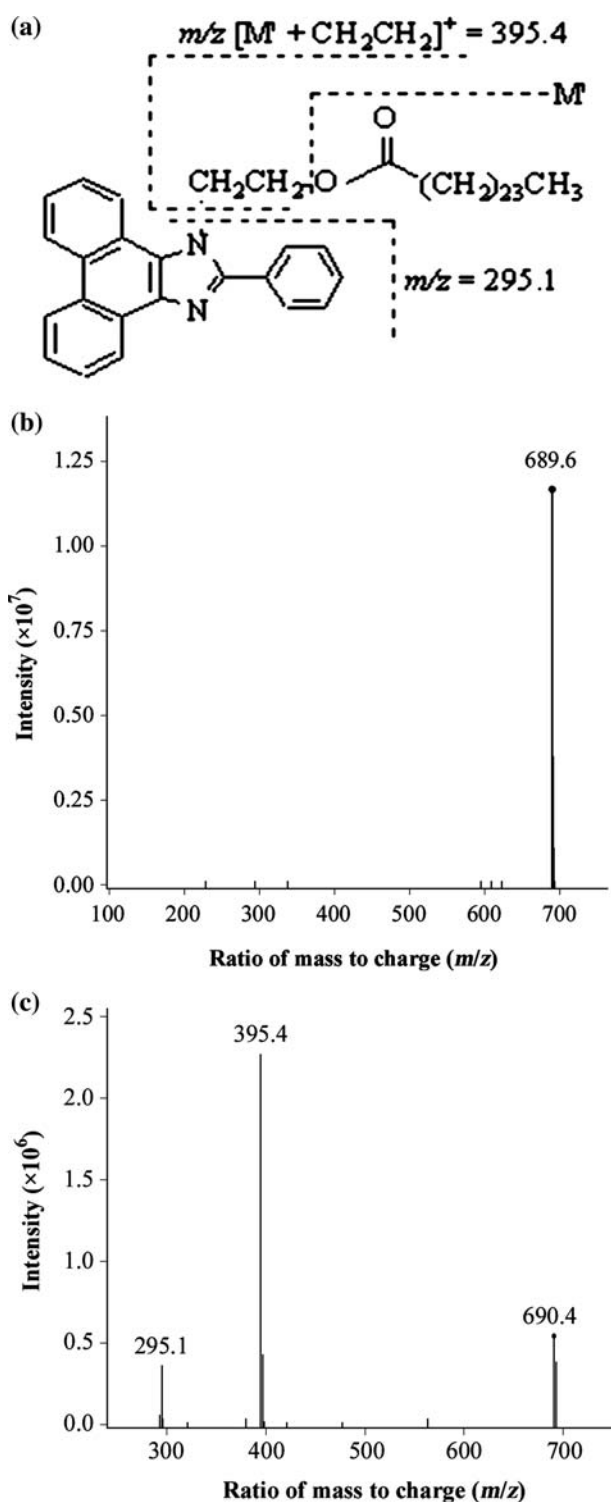 (a)
m/z [M' + CH2CH2]+ = 395.4
M'
O
CH2CH2-O (CH2)23CH3
N
N
m/z = 295.1
(b)
689.6
1.25
1.00
0.75
0.50
0.25
0.00
Intensity (×10^7)
100 200 300 400 500 600 700
Ratio of mass to charge (m/z)
(c)
2.5
395.4
2.0
1.5
1.0
690.4
0.5
295.1
0.0
Intensity (×10^6)
300 400 500 600 700
Ratio of mass to charge (m/z)